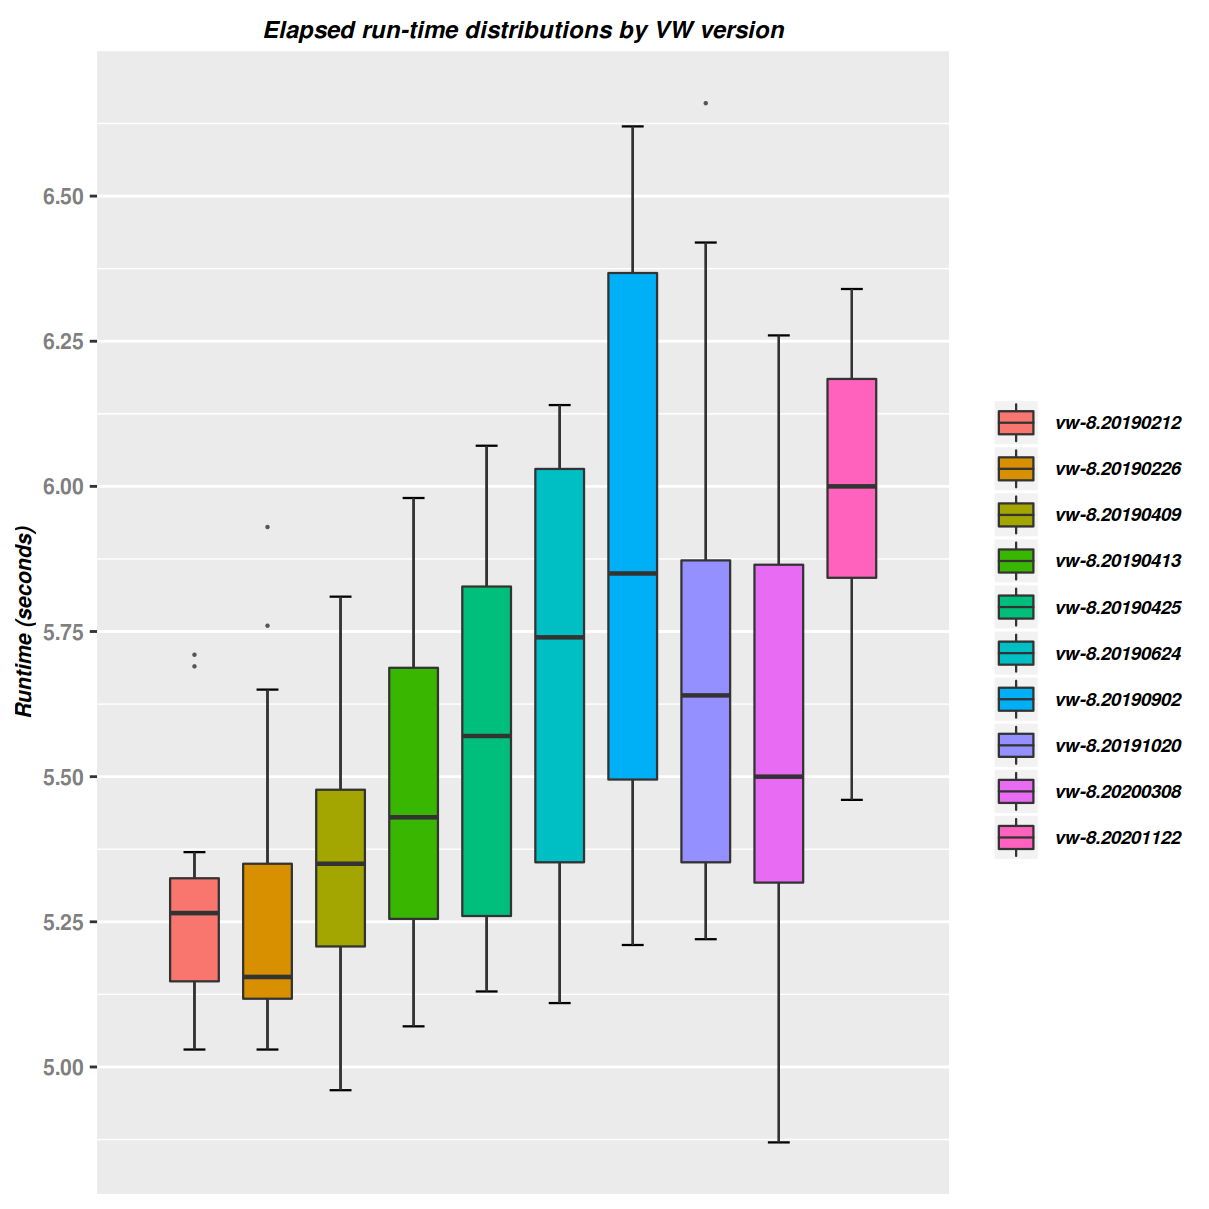 Elapsed run-time distributions by VW version
Runtime (seconds)
6.50
6.25
6.00
5.75
5.50
5.25
5.00
vw-8.20190212
vw-8.20190226
vw-8.20190409
vw-8.20190413
vw-8.20190425
vw-8.20190624
vw-8.20190902
vw-8.20191020
vw-8.20200308
vw-8.20201122